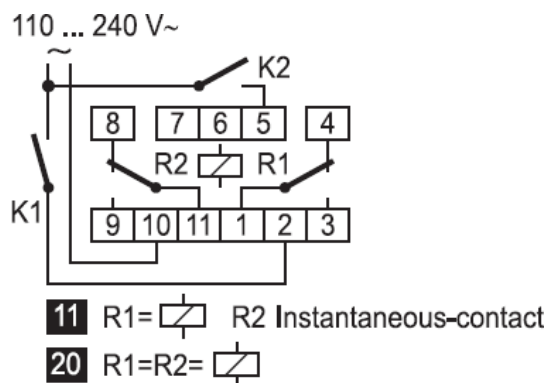 110 ... 240 V~
~
K2
8 7 6 5 4
R2 R1
K1
9 10 11 1 2 3
11 R1= R2 Instantaneous-contact
20 R1=R2=